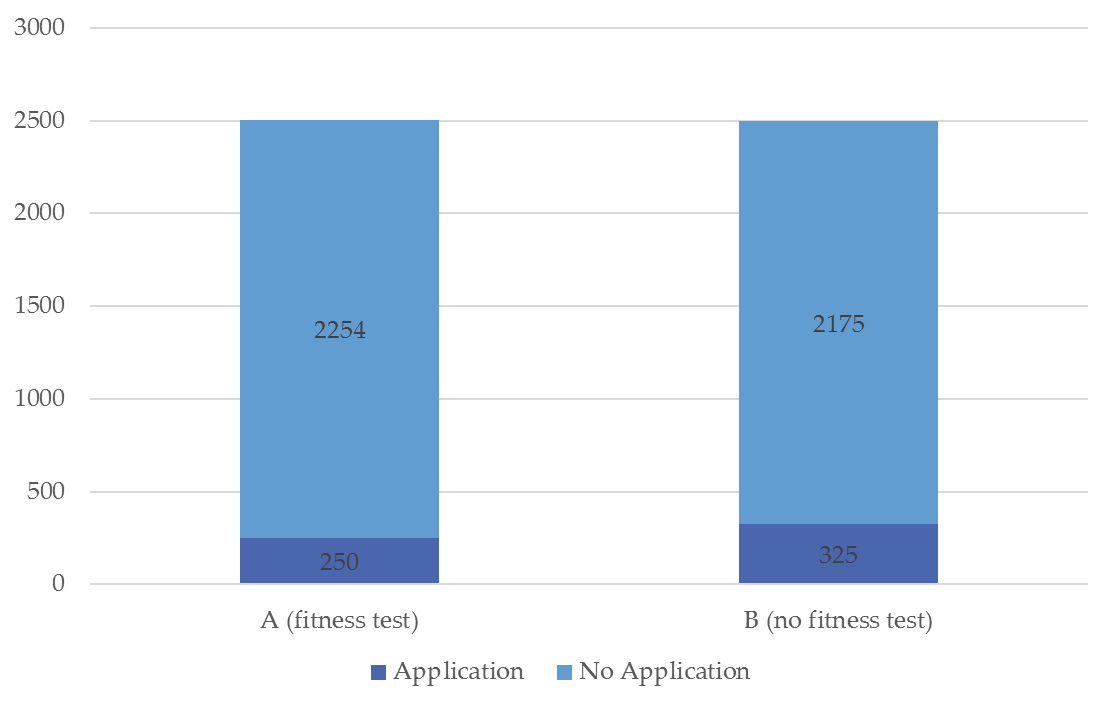 3000
2500
2000
1500
1000
500
0
2254
2175
250
325
A (fitness test)
B (no fitness test)
Application
No Application